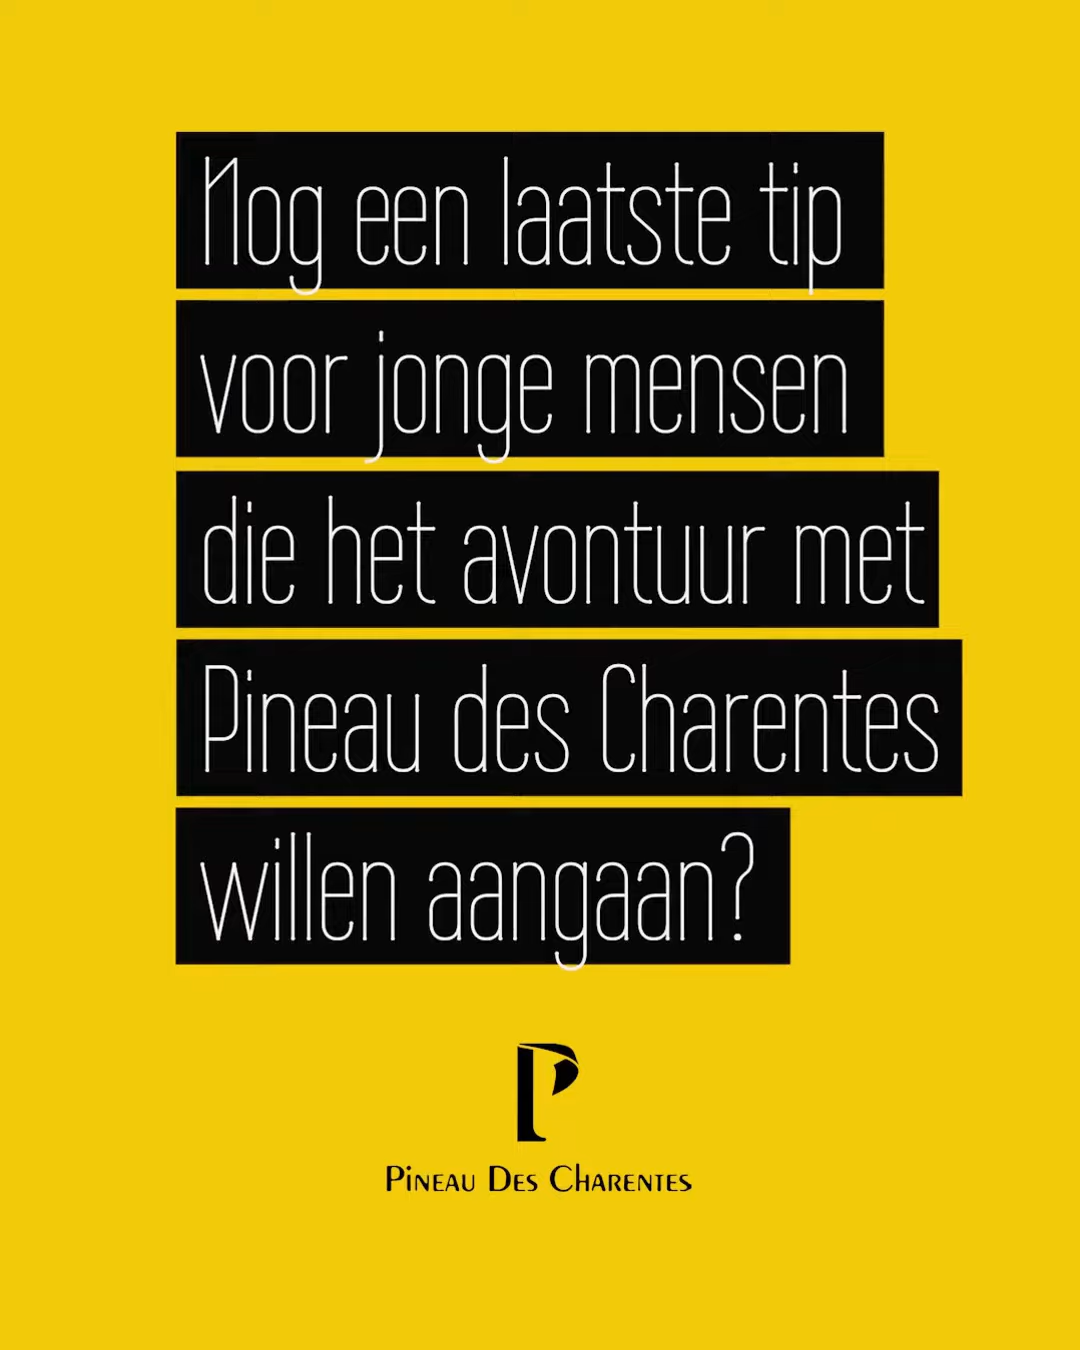 Nog een laatste tip
voor jonge mensen
die het avontuur met
Pineau des Charentes
willen aangaan?
P
Pineau Des Charentes